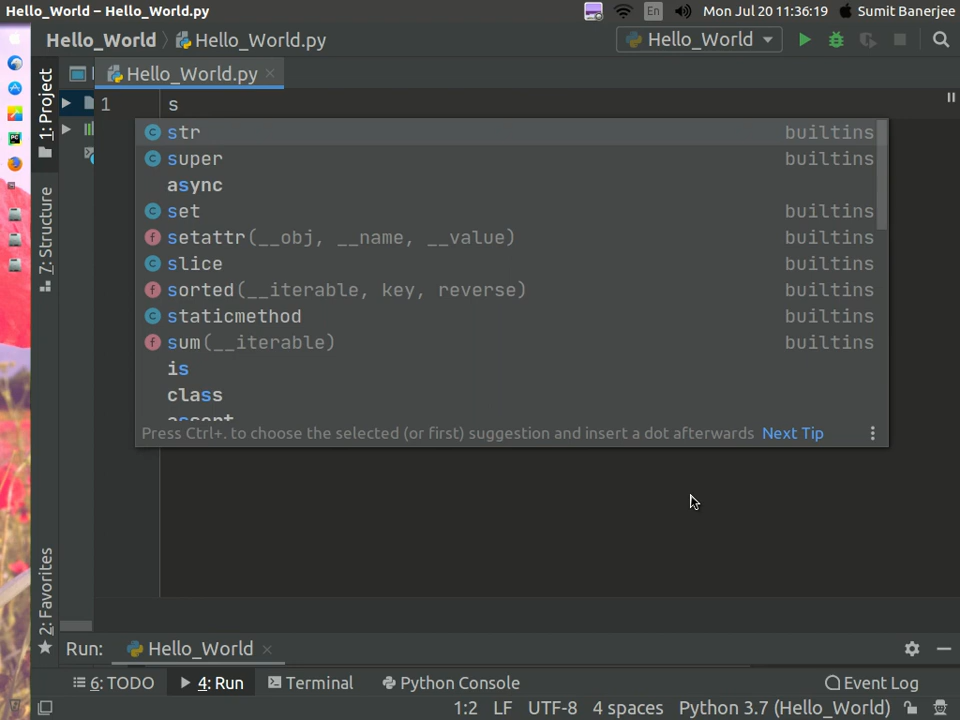 Hello_World – Hello_World.py
En
Mon Jul 20 11:36:19
Sumit Banerjee
Hello_World
Hello_World.py
Hello_World
1: Project
Hello_World.py
1 s
str builtins
super builtins
async
set builtins
setattr(__obj, __name, __value) builtins
slice builtins
sorted(__iterable, key, reverse) builtins
staticmethod builtins
sum(__iterable) builtins
is
class
assert
Press Ctrl+. to choose the selected (or first) suggestion and insert a dot afterwards Next Tip
7: Structure
2: Favorites
Run: Hello_World
6: TODO
4: Run
Terminal
Python Console
Event Log
1:2 LF UTF-8 4 spaces Python 3.7 (Hello_World)